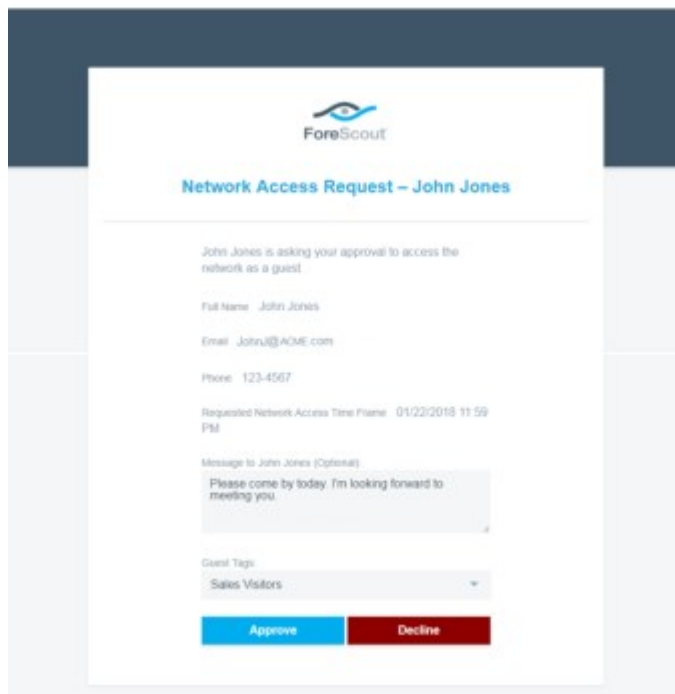 ForeScout
Network Access Request – John Jones
John Jones is asking your approval to access the
network as a guest
Full Name John Jones
Email JohnJ@ACME.com
Phone 123-4567
Requested Network Access Time Frame 01/22/2018 11:59
PM
Message to John Jones (Optional)
Please come by today. I'm looking forward to
meeting you.
Guest Tags
Sales Visitors
Approve Decline